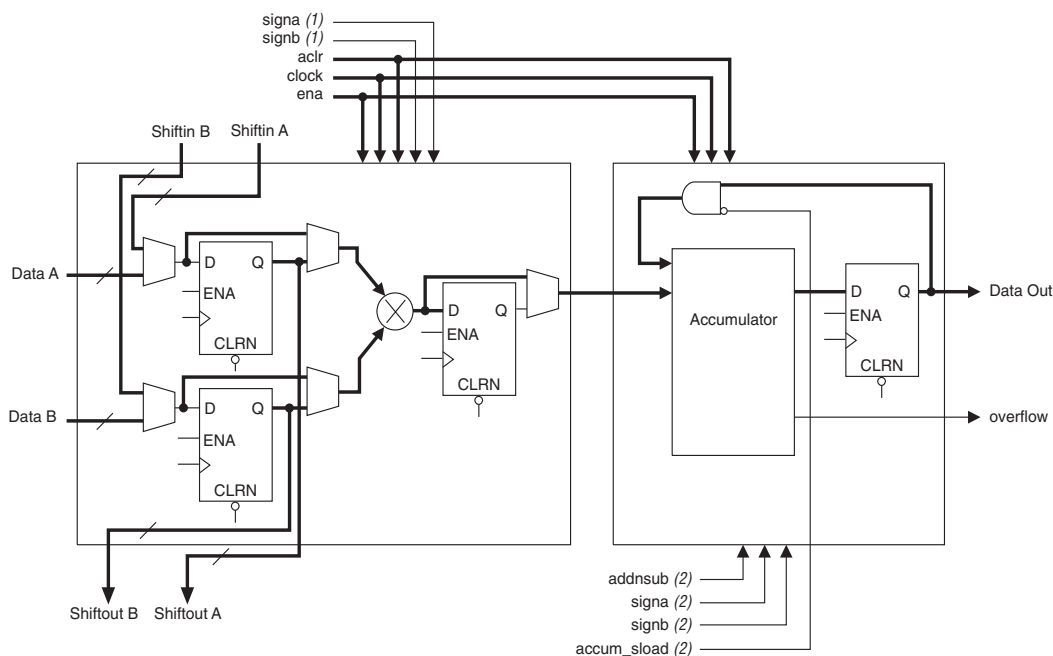 signa (1)
signb (1)
aclr
clock
ena
Shiftin B
Shiftin A
Data A
D
Q
ENA
CLRN
Data B
D
Q
ENA
CLRN
D
Q
ENA
CLRN
Accumulator
D
Q
ENA
CLRN
Data Out
overflow
Shiftout B
Shiftout A
addnsub (2)
signa (2)
signb (2)
accum_sload (2)